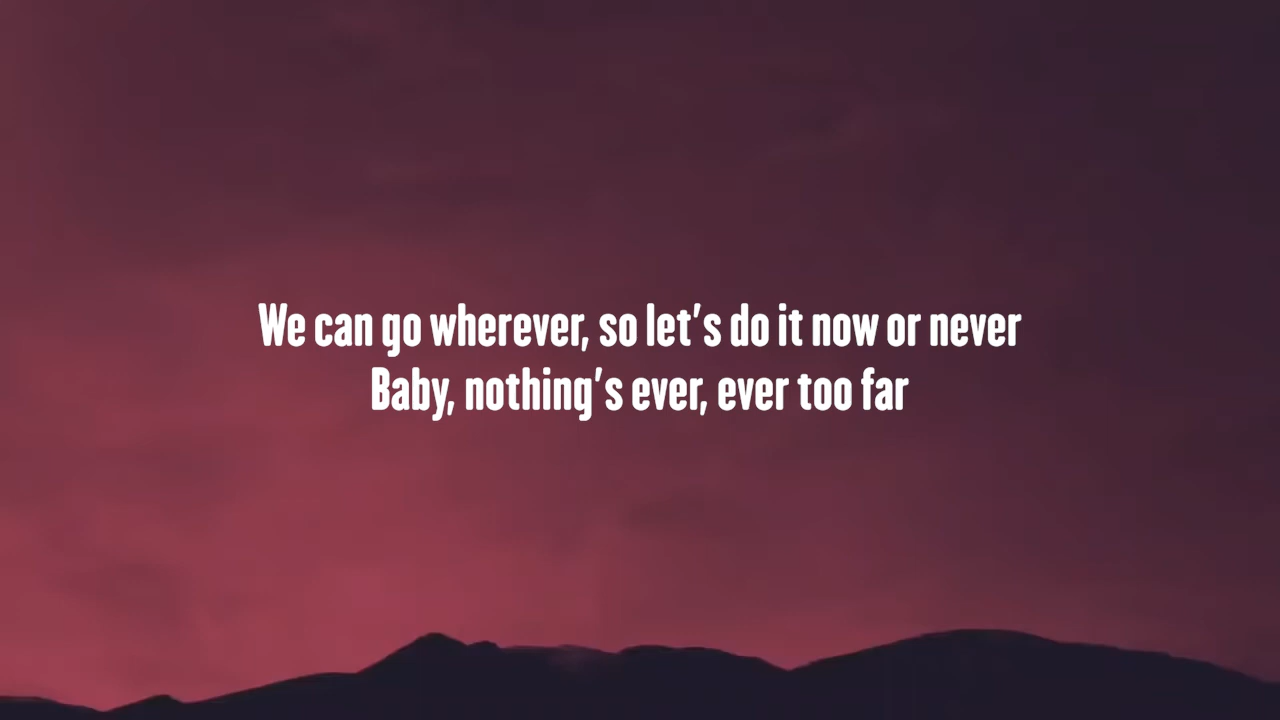 We can go wherever, so let's do it now or never
Baby, nothing's ever, ever too far